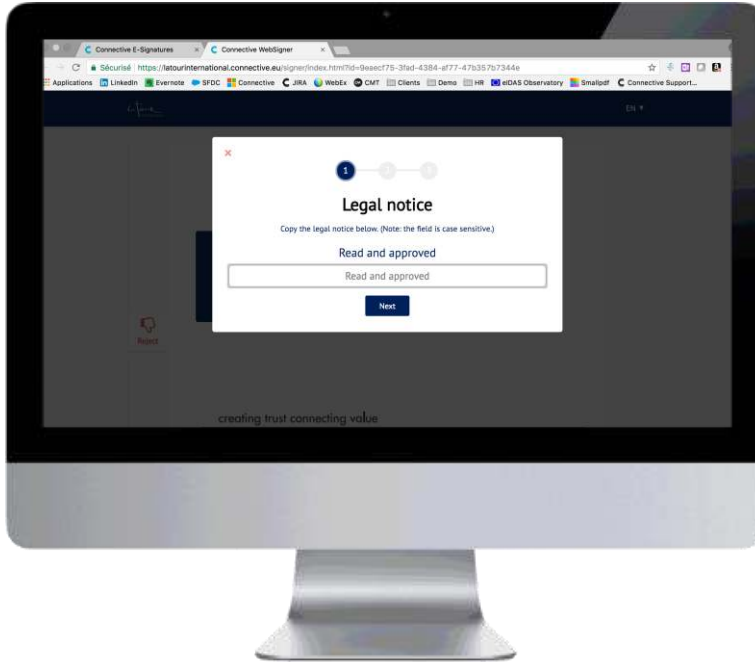 Connective E-Signatures
Connective WebSigner
Sécurisé https://latourinternational.connective.eu/signer/index.html?id=9eaecf75-3fad-4384-af77-47b357b7344e
Applications LinkedIn Evernote SFDC Connective JIRA WebEx CMT Clients Demo HR eIDAS Observatory Smallpdf Connective Support...
EN
1 2 3
Legal notice
Copy the legal notice below. (Note: the field is case sensitive.)
Read and approved
Read and approved
Next
Reject
creating trust connecting value